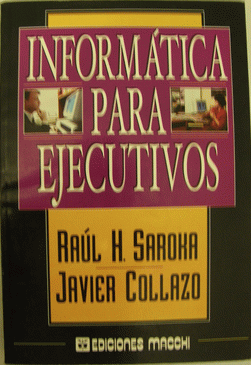 INFORMÁTICA
PARA
EJECUTIVOS
RAÚL H. SAROKA
JAVIER COLLAZO
EDICIONES MACCHI